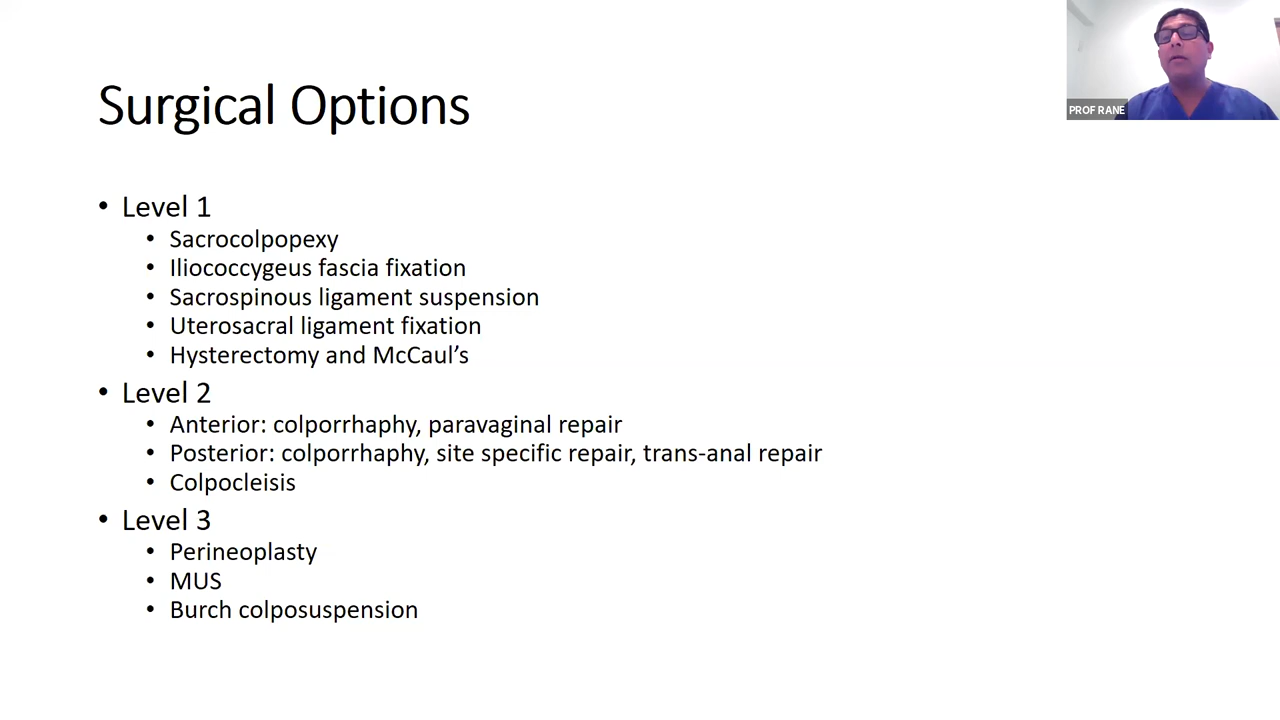 PROF RANE
Surgical Options
• Level 1
• Sacrocolpopexy
• Iliococcygeus fascia fixation
• Sacrospinous ligament suspension
• Uterosacral ligament fixation
• Hysterectomy and McCaul’s
• Level 2
• Anterior: colporrhaphy, paravaginal repair
• Posterior: colporrhaphy, site specific repair, trans-anal repair
• Colpocleisis
• Level 3
• Perineoplasty
• MUS
• Burch colposuspension